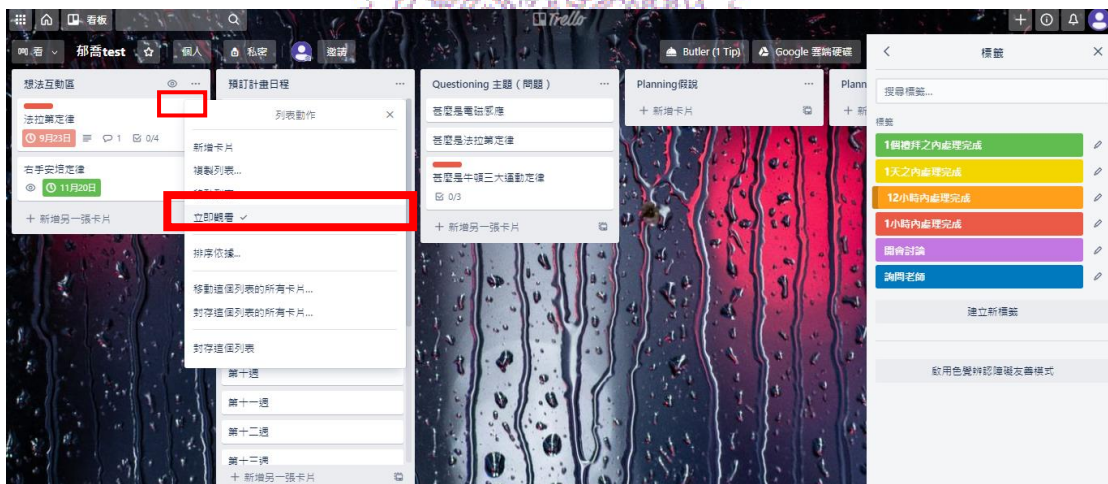 看板
Trello
看
郁喬test
個人
私密
邀請
Butler (1 Tip)
Google 雲端硬碟
想法互動區
法拉第定律
9月23日
1
0/4
右手安培定律
11月20日
+ 新增另一張卡片
預訂計畫日程
列表動作
新增卡片
複製列表...
立即觀看
排序依據...
移動這個列表的所有卡片...
封存這個列表的所有卡片...
封存這個列表
第十週
第十一週
第十二週
第十三週
+ 新增另一張卡片
Questioning 主題 ( 問題 )
甚麼是電磁感應
甚麼是法拉第定律
甚麼是牛頓三大運動定律
0/3
+ 新增另一張卡片
Planning假設
+ 新增卡片
Plann
+ 新
標籤
搜尋標籤...
標籤
1個禮拜之內處理完成
1天之內處理完成
12小時內處理完成
1小時內處理完成
開會討論
詢問老師
建立新標籤
啟用色覺辨認障礙友善模式